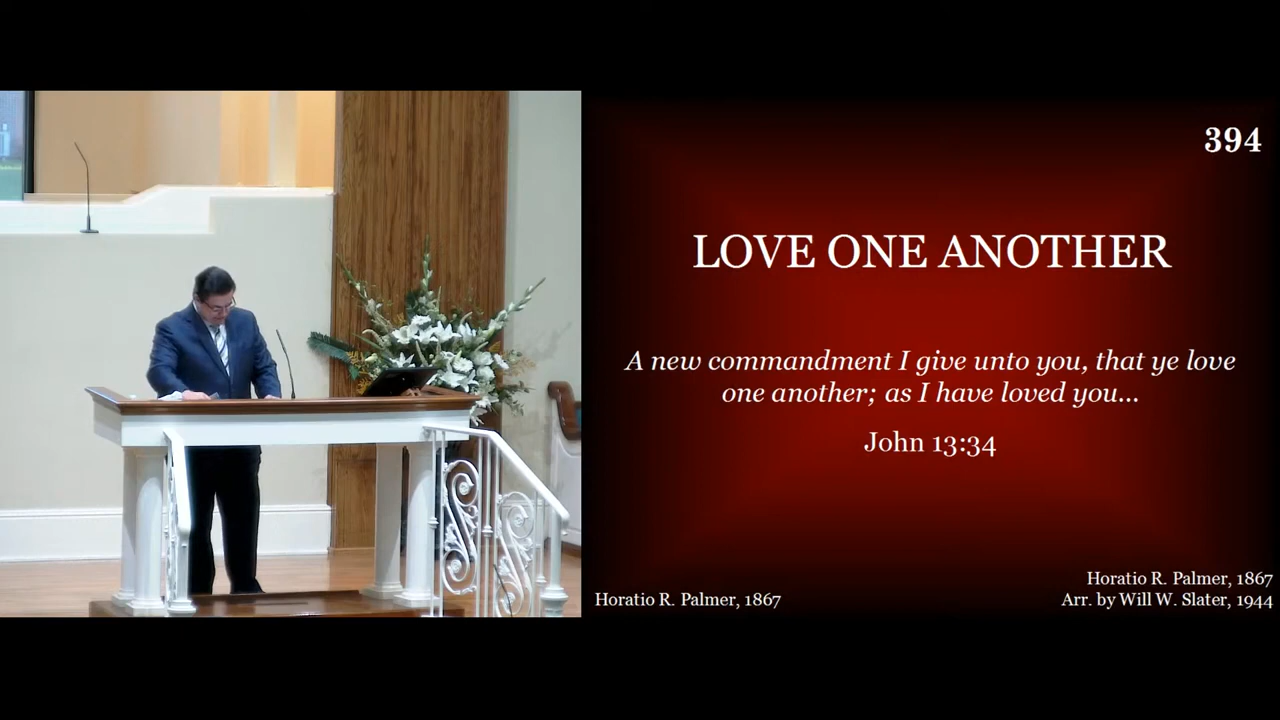 394
LOVE ONE ANOTHER
A new commandment I give unto you, that ye love
one another; as I have loved you...
John 13:34
Horatio R. Palmer, 1867
Horatio R. Palmer, 1867
Arr. by Will W. Slater, 1944